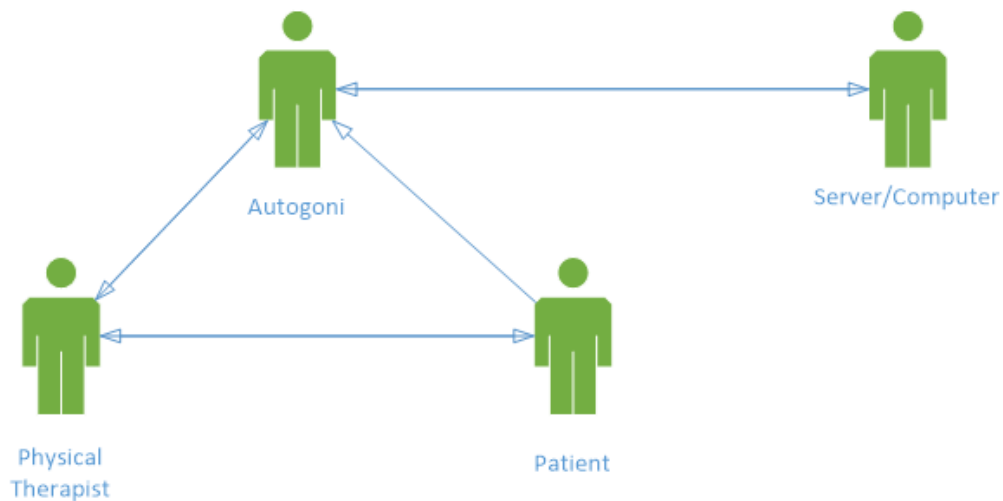 Autogoni
Server/Computer
Physical
Therapist
Patient